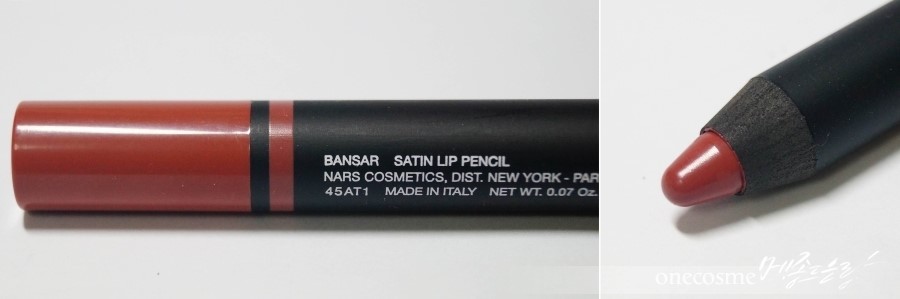 BANSAR SATIN LIP PENCIL
NARS COSMETICS, DIST. NEW YORK - PAR
45AT1 MADE IN ITALY NET WT. 0.07 Oz.
onecosme